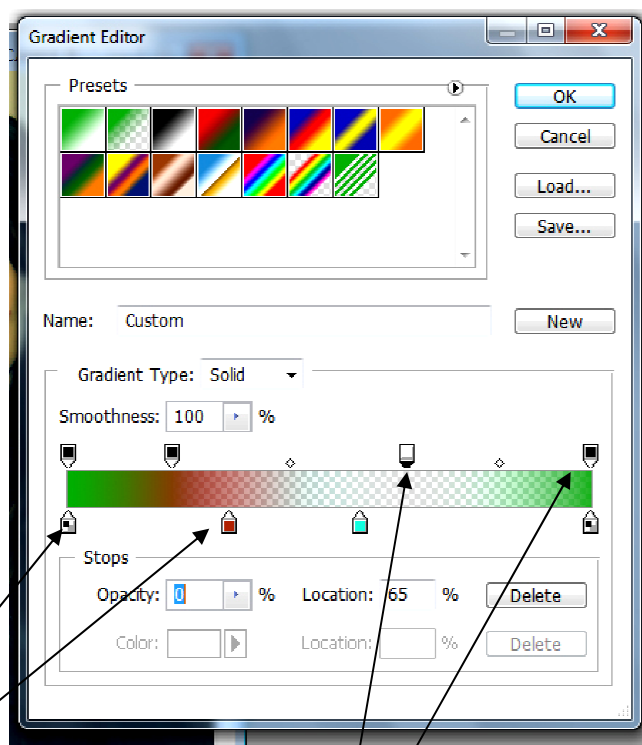 Gradient Editor
Presets
OK
Cancel
Load...
Save...
Name: Custom
New
Gradient Type: Solid
Smoothness: 100 %
Stops
Opacity: 0 % Location: 65 % Delete
Color: Location: % Delete